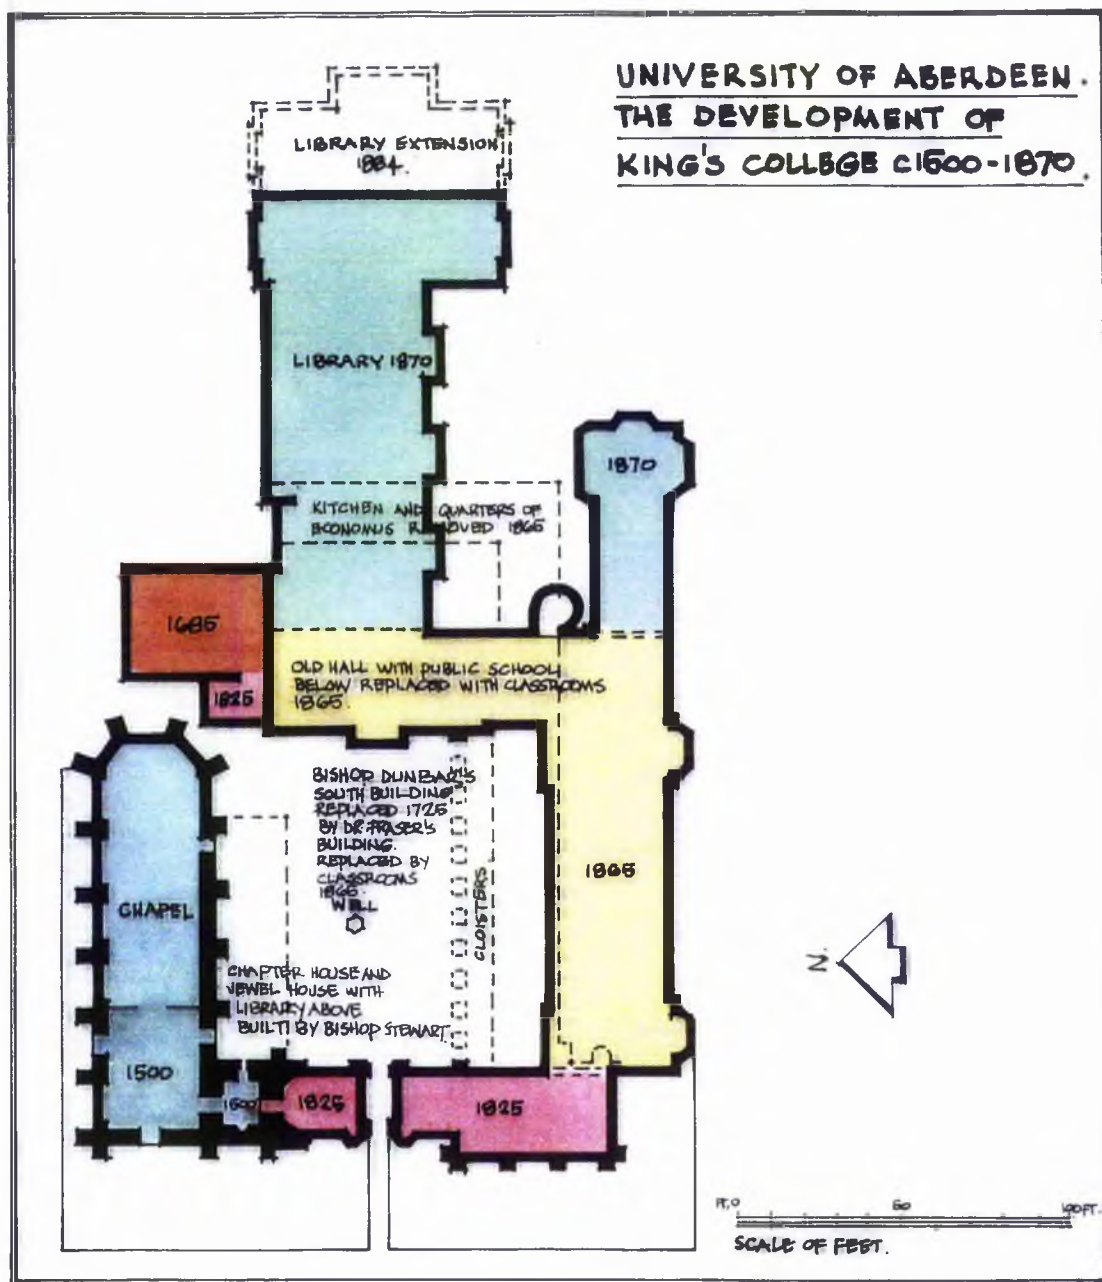 UNIVERSITY OF ABERDEEN.
THE DEVELOPMENT OF
KING'S COLLEGE C1500-1870.
LIBRARY EXTENSION
1884.
LIBRARY 1870
1870
KITCHEN AND QUARTERS OF
ECONOMUS REMOVED 1865
1685
1825
OLD HALL WITH PUBLIC SCHOOL
BELOW REPLACED WITH CLASSROOMS
1865.
BISHOP DUNBAR'S
SOUTH BUILDING
REPLACED 1725
BY DR. FRASER'S
BUILDING.
REPLACED BY
CLASSROOMS
1865.
WELL
CLOISTERS
1865
CHAPEL
N.
CHAPTER HOUSE AND
JEWEL HOUSE WITH
LIBRARY ABOVE
BUILT BY BISHOP STEWART.
1500
1500
1825
1825
FT. 0 50 100 FT.
SCALE OF FEET.